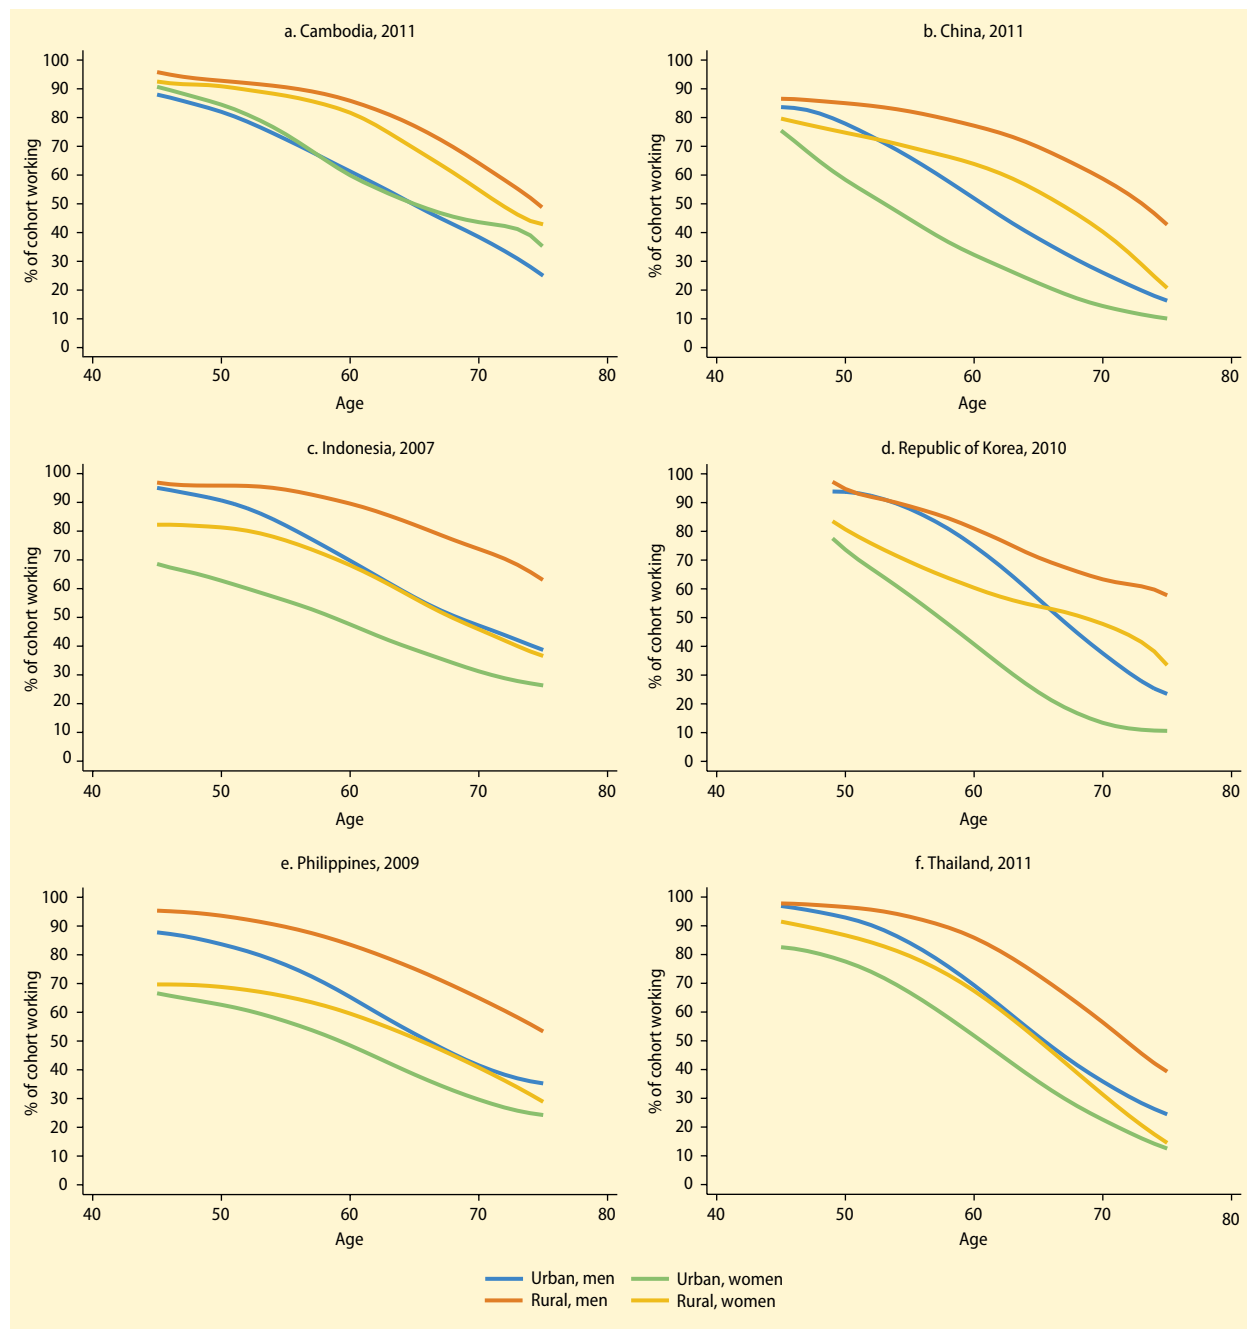 a. Cambodia, 2011
% of cohort working
100
90
80
70
60
50
40
30
20
10
0
40 50 60 70 80
Age
b. China, 2011
% of cohort working
100
90
80
70
60
50
40
30
20
10
0
40 50 60 70 80
Age
c. Indonesia, 2007
% of cohort working
100
90
80
70
60
50
40
30
20
10
0
40 50 60 70 80
Age
d. Republic of Korea, 2010
% of cohort working
100
90
80
70
60
50
40
30
20
10
0
40 50 60 70 80
Age
e. Philippines, 2009
% of cohort working
100
90
80
70
60
50
40
30
20
10
0
40 50 60 70 80
Age
f. Thailand, 2011
% of cohort working
100
90
80
70
60
50
40
30
20
10
0
40 50 60 70 80
Age
Urban, men Urban, women
Rural, men Rural, women